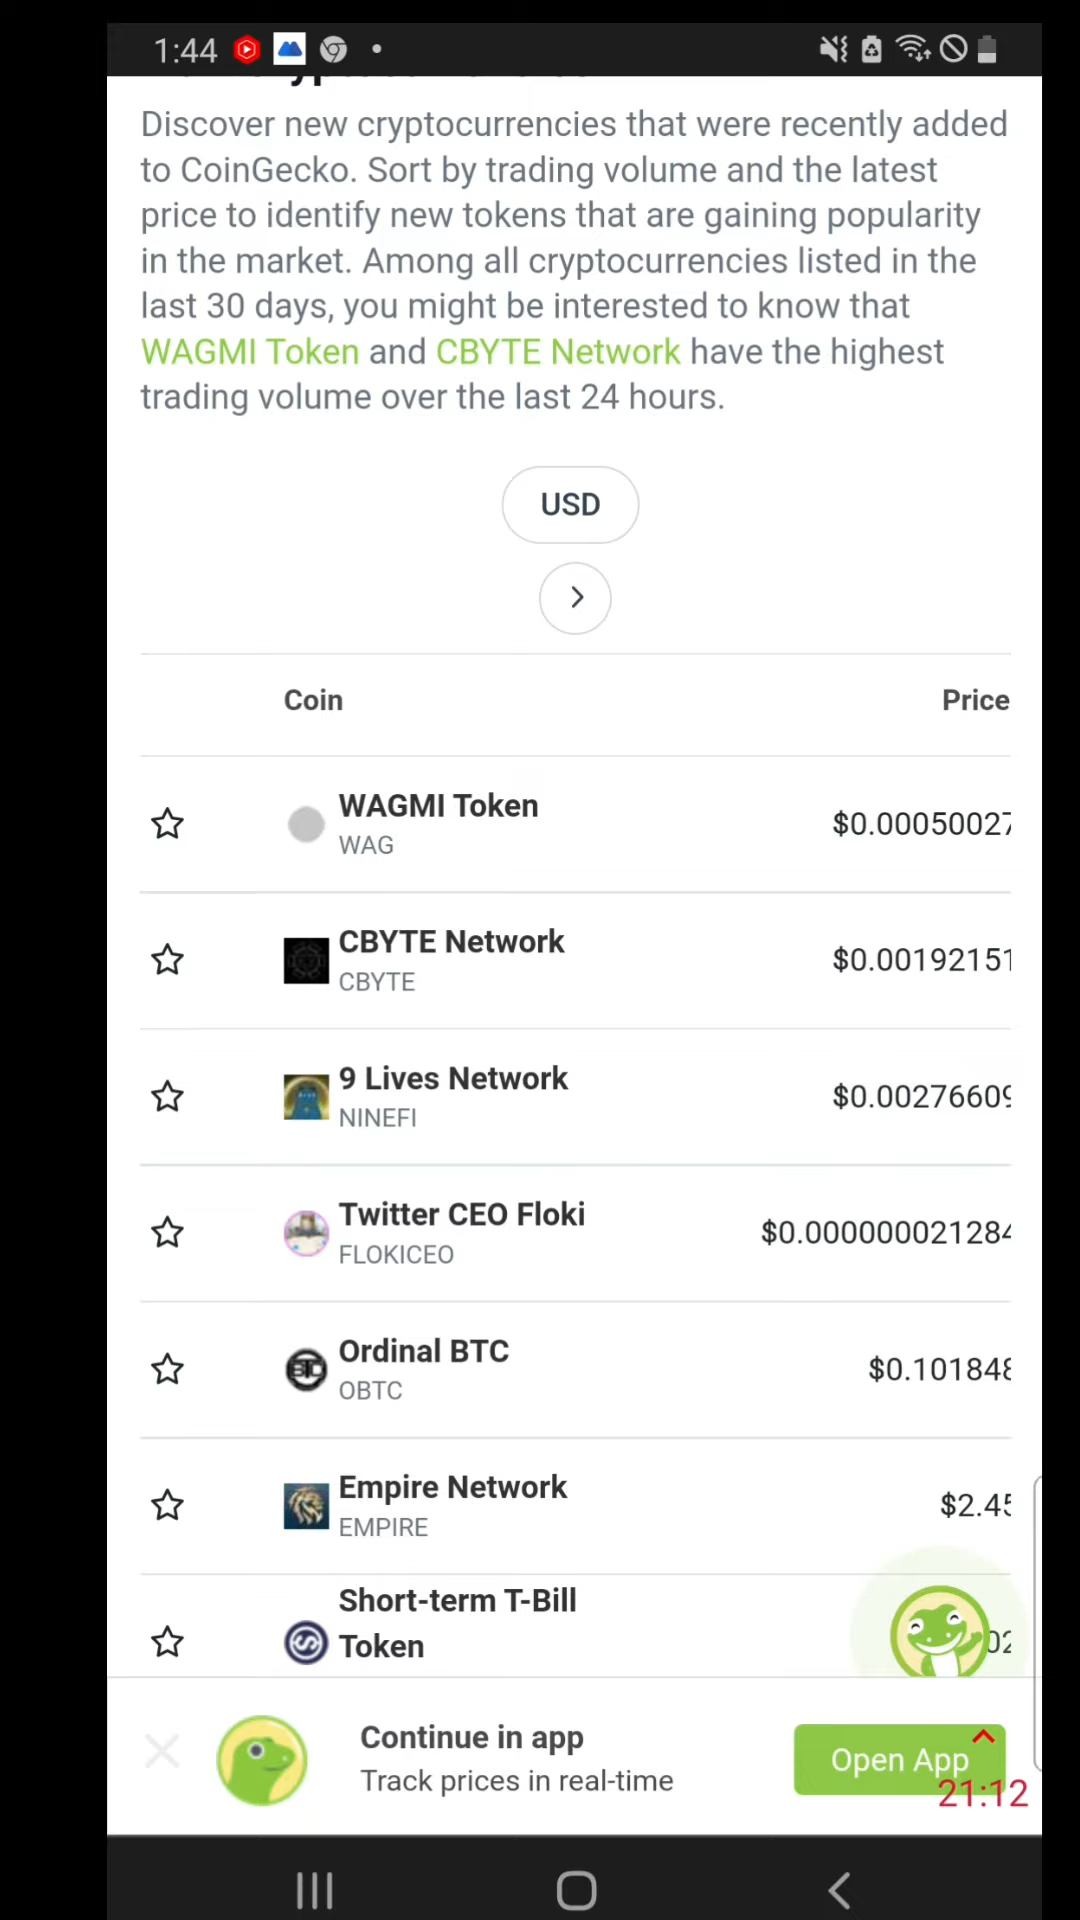 1:44
Discover new cryptocurrencies that were recently added
to CoinGecko. Sort by trading volume and the latest
price to identify new tokens that are gaining popularity
in the market. Among all cryptocurrencies listed in the
last 30 days, you might be interested to know that
WAGMI Token and CBYTE Network have the highest
trading volume over the last 24 hours.
USD
Coin Price
WAGMI Token $0.00050027
WAG
CBYTE Network $0.00192151
CBYTE
9 Lives Network $0.00276609
NINEFI
Twitter CEO Floki $0.000000021284
FLOKICEO
Ordinal BTC $0.101848
OBTC
Empire Network $2.45
EMPIRE
Short-term T-Bill
Token 02
Continue in app
Track prices in real-time
Open App
21:12